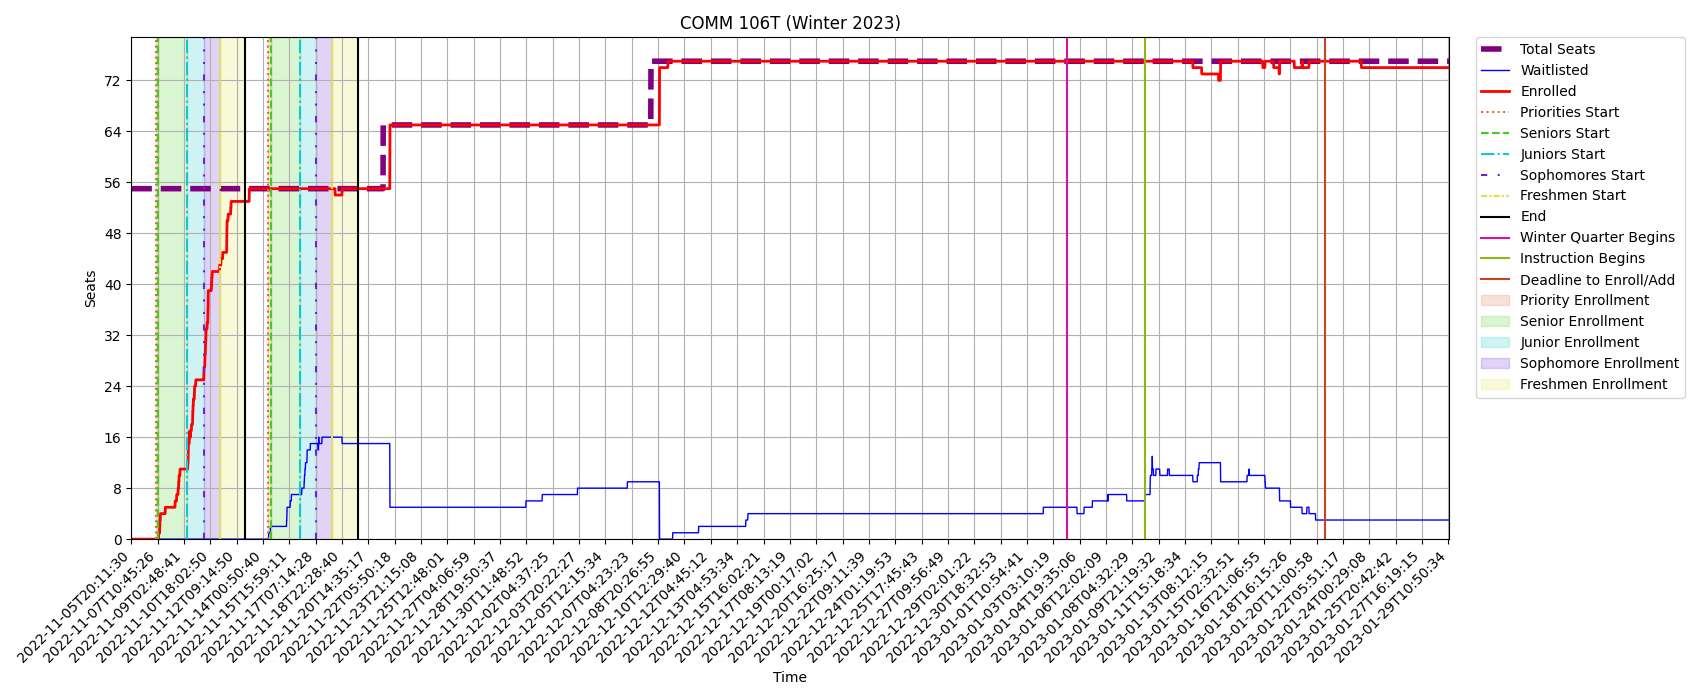 COMM 106T (Winter 2023)
Seats
72
64
56
48
40
32
24
16
8
0
2022-11-05T20:11:30
2022-11-07T10:45:26
2022-11-09T02:48:41
2022-11-10T18:02:50
2022-11-12T09:14:50
2022-11-14T00:50:40
2022-11-15T15:59:11
2022-11-17T07:14:28
2022-11-18T22:28:40
2022-11-20T14:35:17
2022-11-22T05:50:18
2022-11-23T21:15:08
2022-11-25T12:48:01
2022-11-27T04:06:59
2022-11-28T19:50:37
2022-11-30T11:48:52
2022-12-02T04:37:25
2022-12-03T20:22:27
2022-12-05T12:15:34
2022-12-07T04:23:23
2022-12-08T20:26:55
2022-12-10T12:29:40
2022-12-12T04:45:12
2022-12-13T04:53:34
2022-12-15T16:02:21
2022-12-17T08:13:19
2022-12-19T00:17:02
2022-12-20T16:25:17
2022-12-22T09:11:39
2022-12-24T01:19:53
2022-12-25T17:45:43
2022-12-27T09:56:49
2022-12-29T02:01:22
2022-12-30T18:32:53
2023-01-01T10:54:41
2023-01-03T03:10:19
2023-01-04T19:35:06
2023-01-06T12:02:09
2023-01-08T04:32:29
2023-01-09T21:19:32
2023-01-11T15:18:34
2023-01-13T08:12:15
2023-01-15T02:32:51
2023-01-16T21:06:55
2023-01-18T16:15:26
2023-01-20T11:00:58
2023-01-22T05:51:17
2023-01-24T00:29:08
2023-01-25T20:42:42
2023-01-27T16:19:15
2023-01-29T10:50:34
Time
Total Seats
Waitlisted
Enrolled
Priorities Start
Seniors Start
Juniors Start
Sophomores Start
Freshmen Start
End
Winter Quarter Begins
Instruction Begins
Deadline to Enroll/Add
Priority Enrollment
Senior Enrollment
Junior Enrollment
Sophomore Enrollment
Freshmen Enrollment